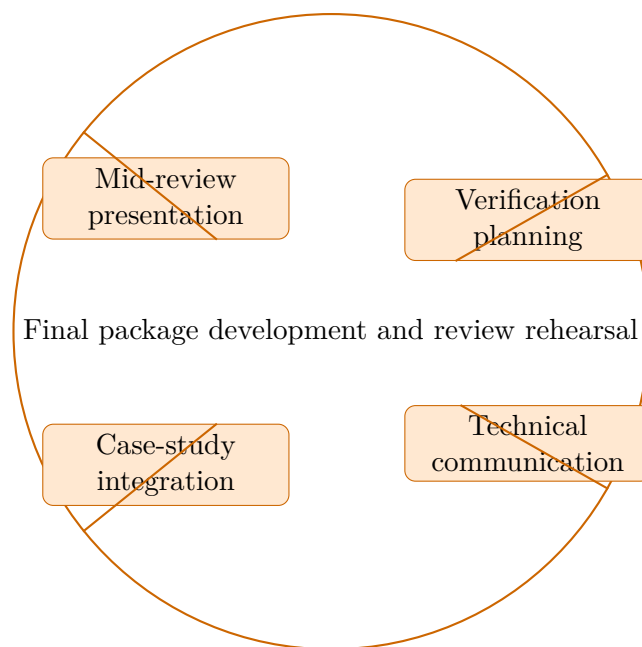 Mid-review
presentation
Verification
planning
Final package development and review rehearsal
Case-study
integration
Technical
communication